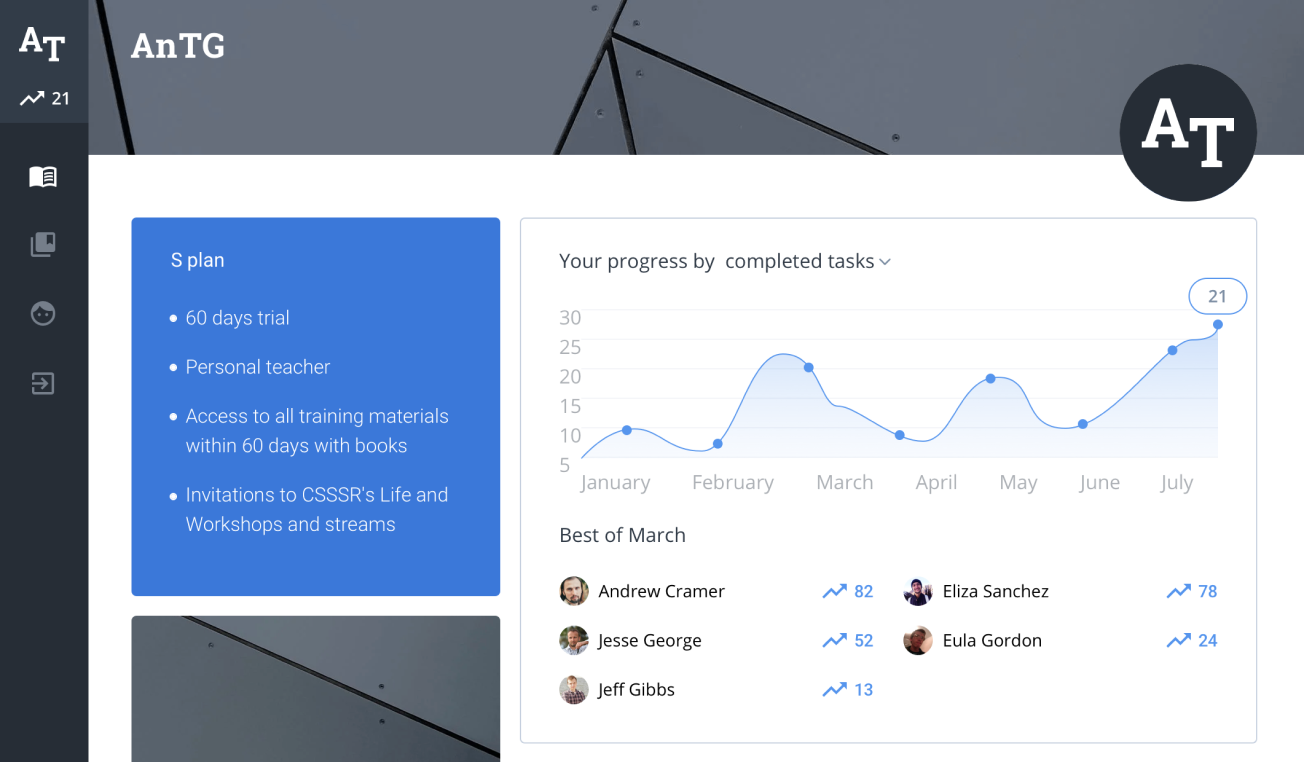 AT
21
AnTG
AT
S plan
60 days trial
Personal teacher
Access to all training materials
within 60 days with books
Invitations to CSSSR's Life and
Workshops and streams
Your progress by completed tasks
21
30
25
20
15
10
5
January February March April May June July
Best of March
Andrew Cramer 82 Eliza Sanchez 78
Jesse George 52 Eula Gordon 24
Jeff Gibbs 13